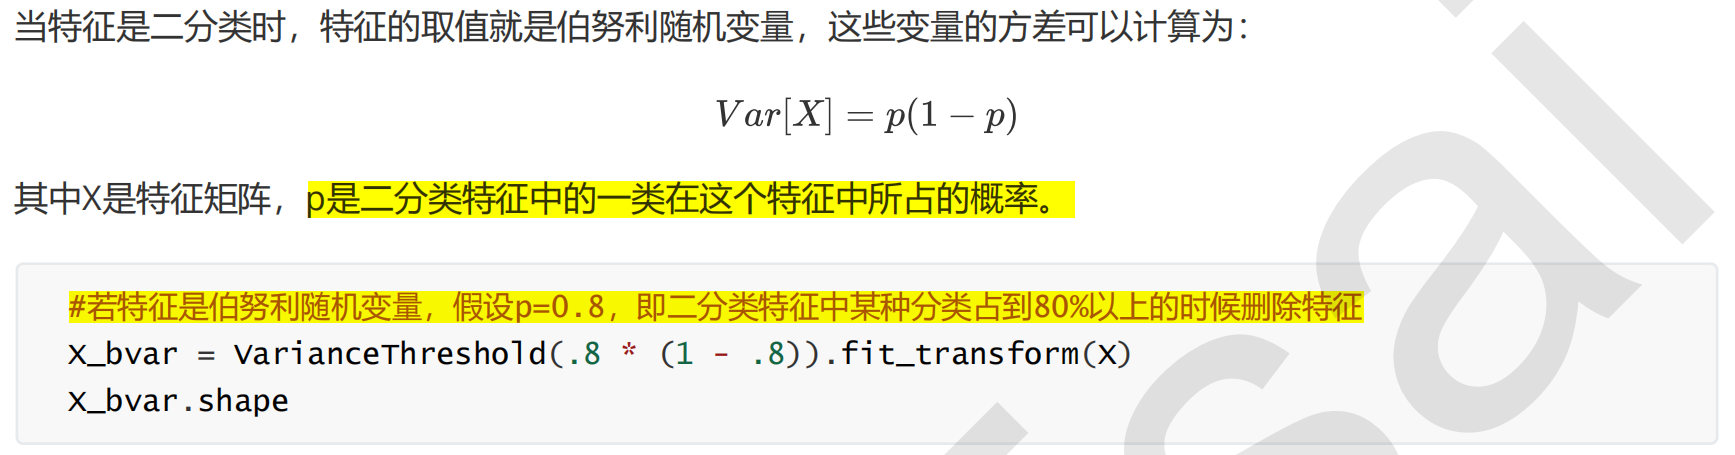 当特征是二分类时，特征的取值就是伯努利随机变量，这些变量的方差可以计算为：
Var[X] = p(1 − p)
其中X是特征矩阵，p是二分类特征中的一类在这个特征中所占的概率。
#若特征是伯努利随机变量，假设p=0.8，即二分类特征中某种分类占到80%以上的时候删除特征
X_bvar = VarianceThreshold(.8 * (1 - .8)).fit_transform(X)
X_bvar.shape